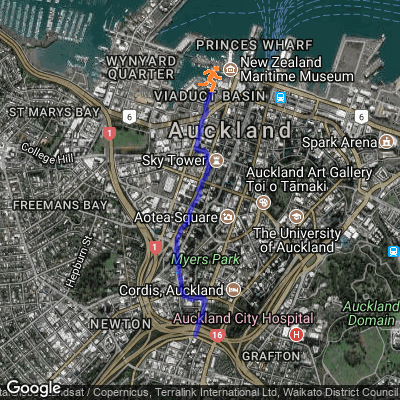 PRINCES WHARF
WYNYARD
QUARTER
New Zealand
Maritime Museum
VIADUCT BASIN
ST MARYS BAY
6
6
1
Auckland
College Hill
Spark Arena
Sky Tower
Auckland Art Gallery
Toi o Tāmaki
FREEMANS BAY
Aotea Square
The University
of Auckland
1
Hepburn St
Myers Park
Cordis, Auckland
Auckland
Domain
Auckland City Hospital
NEWTON
16
H
GRAFTON
Google
Landsat / Copernicus, Terralink International Ltd, Waikato District Council